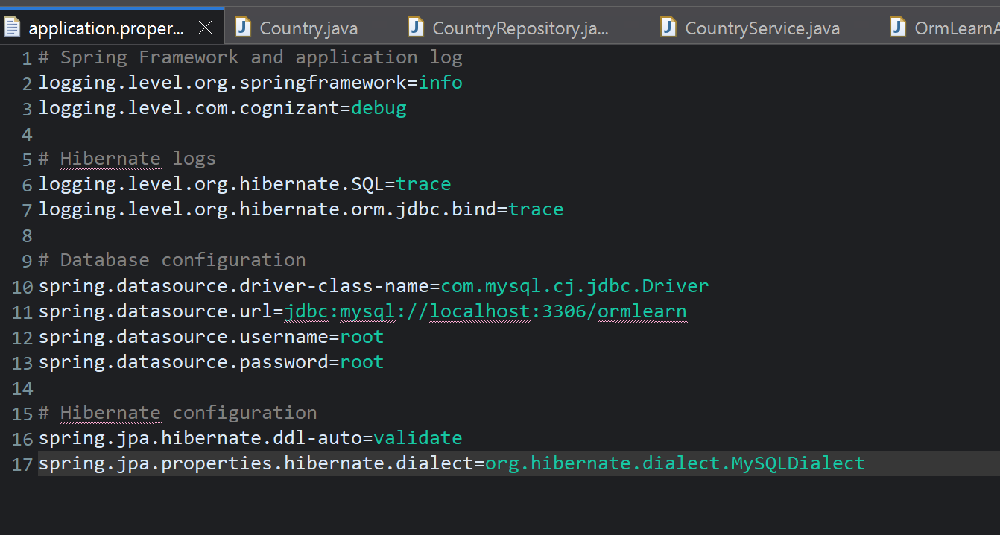 application.proper... Country.java CountryRepository.ja... CountryService.java OrmLearnA
1 # Spring Framework and application log
2 logging.level.org.springframework=info
3 logging.level.com.cognizant=debug
4
5 # Hibernate logs
6 logging.level.org.hibernate.SQL=trace
7 logging.level.org.hibernate.orm.jdbc.bind=trace
8
9 # Database configuration
10 spring.datasource.driver-class-name=com.mysql.cj.jdbc.Driver
11 spring.datasource.url=jdbc:mysql://localhost:3306/ormlearn
12 spring.datasource.username=root
13 spring.datasource.password=root
14
15 # Hibernate configuration
16 spring.jpa.hibernate.ddl-auto=validate
17 spring.jpa.properties.hibernate.dialect=org.hibernate.dialect.MySQLDialect